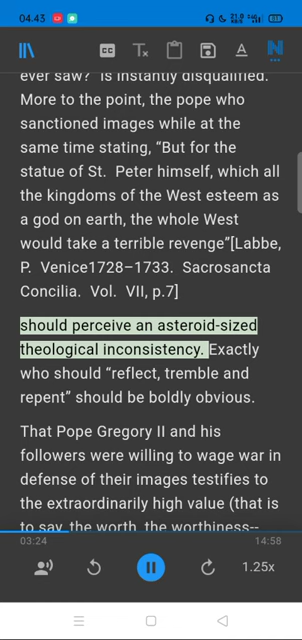 04.43
ever saw?" is instantly disqualified.
More to the point, the pope who
sanctioned images while at the
same time stating, “But for the
statue of St.  Peter himself, which all
the kingdoms of the West esteem as
a god on earth, the whole West
would take a terrible revenge”[Labbe,
P.  Venice1728–1733.  Sacrosancta
Concilia.  Vol.  VII, p.7]
should perceive an asteroid-sized
theological inconsistency. Exactly
who should “reflect, tremble and
repent” should be boldly obvious.
That Pope Gregory II and his
followers were willing to wage war in
defense of their images testifies to
the extraordinarily high value (that is
to say, the worth, the worthiness--
03:24
14:58
1.25x